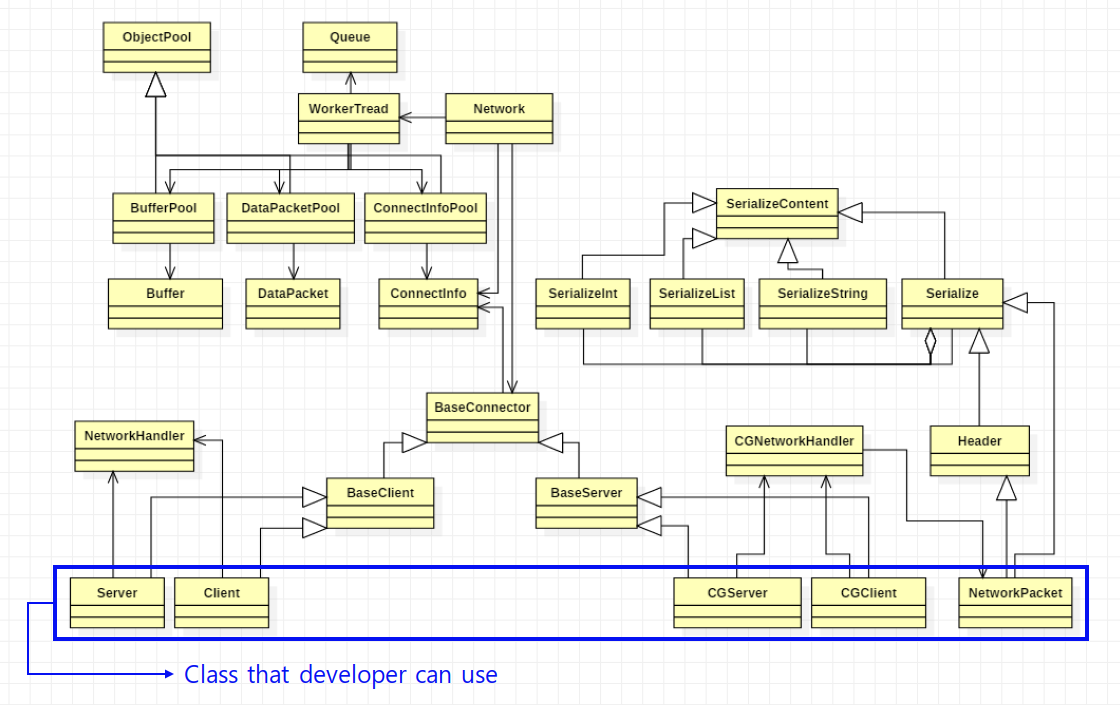 ObjectPool
Queue
WorkerTread
Network
BufferPool
DataPacketPool
ConnectInfoPool
SerializeContent
Buffer
DataPacket
ConnectInfo
SerializeInt
SerializeList
SerializeString
Serialize
BaseConnector
NetworkHandler
CGNetworkHandler
Header
BaseClient
BaseServer
Server
Client
CGServer
CGClient
NetworkPacket
Class that developer can use